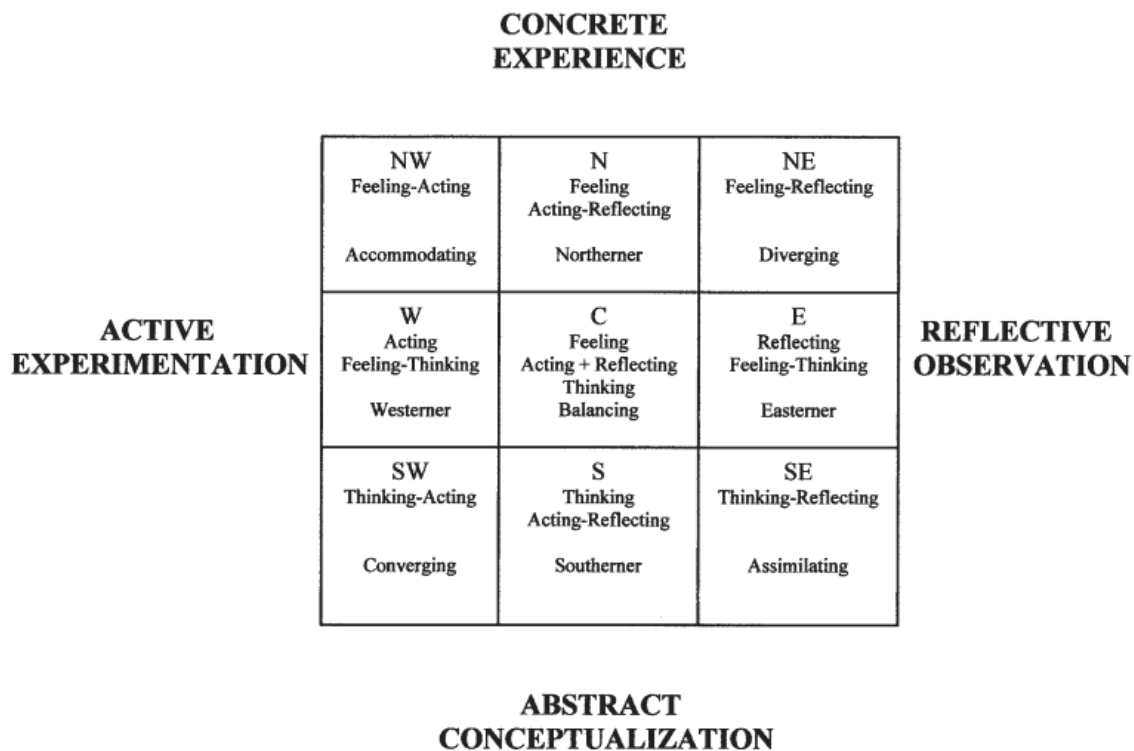 CONCRETE
EXPERIENCE
NW
Feeling-Acting
Accommodating
N
Feeling
Acting-Reflecting
Northerner
NE
Feeling-Reflecting
Diverging
ACTIVE
EXPERIMENTATION
W
Acting
Feeling-Thinking
Westerner
C
Feeling
Acting + Reflecting
Thinking
Balancing
E
Reflecting
Feeling-Thinking
Easterner
REFLECTIVE
OBSERVATION
SW
Thinking-Acting
Converging
S
Thinking
Acting-Reflecting
Southerner
SE
Thinking-Reflecting
Assimilating
ABSTRACT
CONCEPTUALIZATION